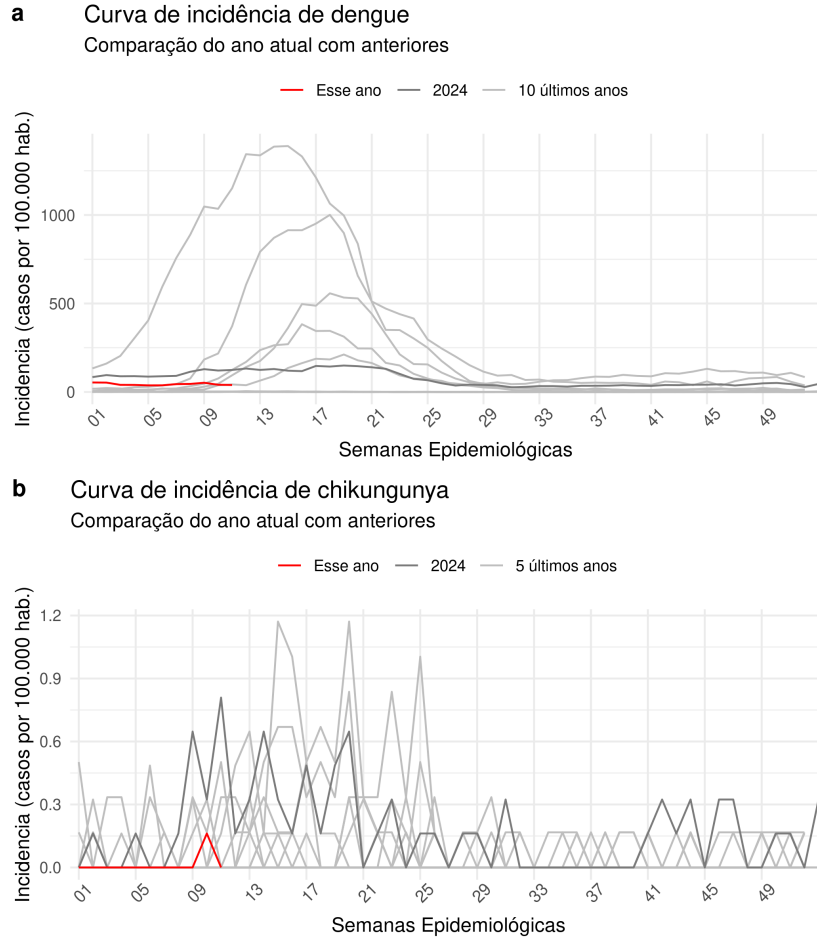 a
Curva de incidência de dengue
Comparação do ano atual com anteriores
Esse ano 2024 10 últimos anos
Incidencia (casos por 100.000 hab.)
1000
500
0
01 05 09 13 17 21 25 29 33 37 41 45 49
Semanas Epidemiológicas
b
Curva de incidência de chikungunya
Comparação do ano atual com anteriores
Esse ano 2024 5 últimos anos
Incidência (casos por 100.000 hab.)
1.2
0.9
0.6
0.3
0.0
01 05 09 13 17 21 25 29 33 37 41 45 49
Semanas Epidemiológicas